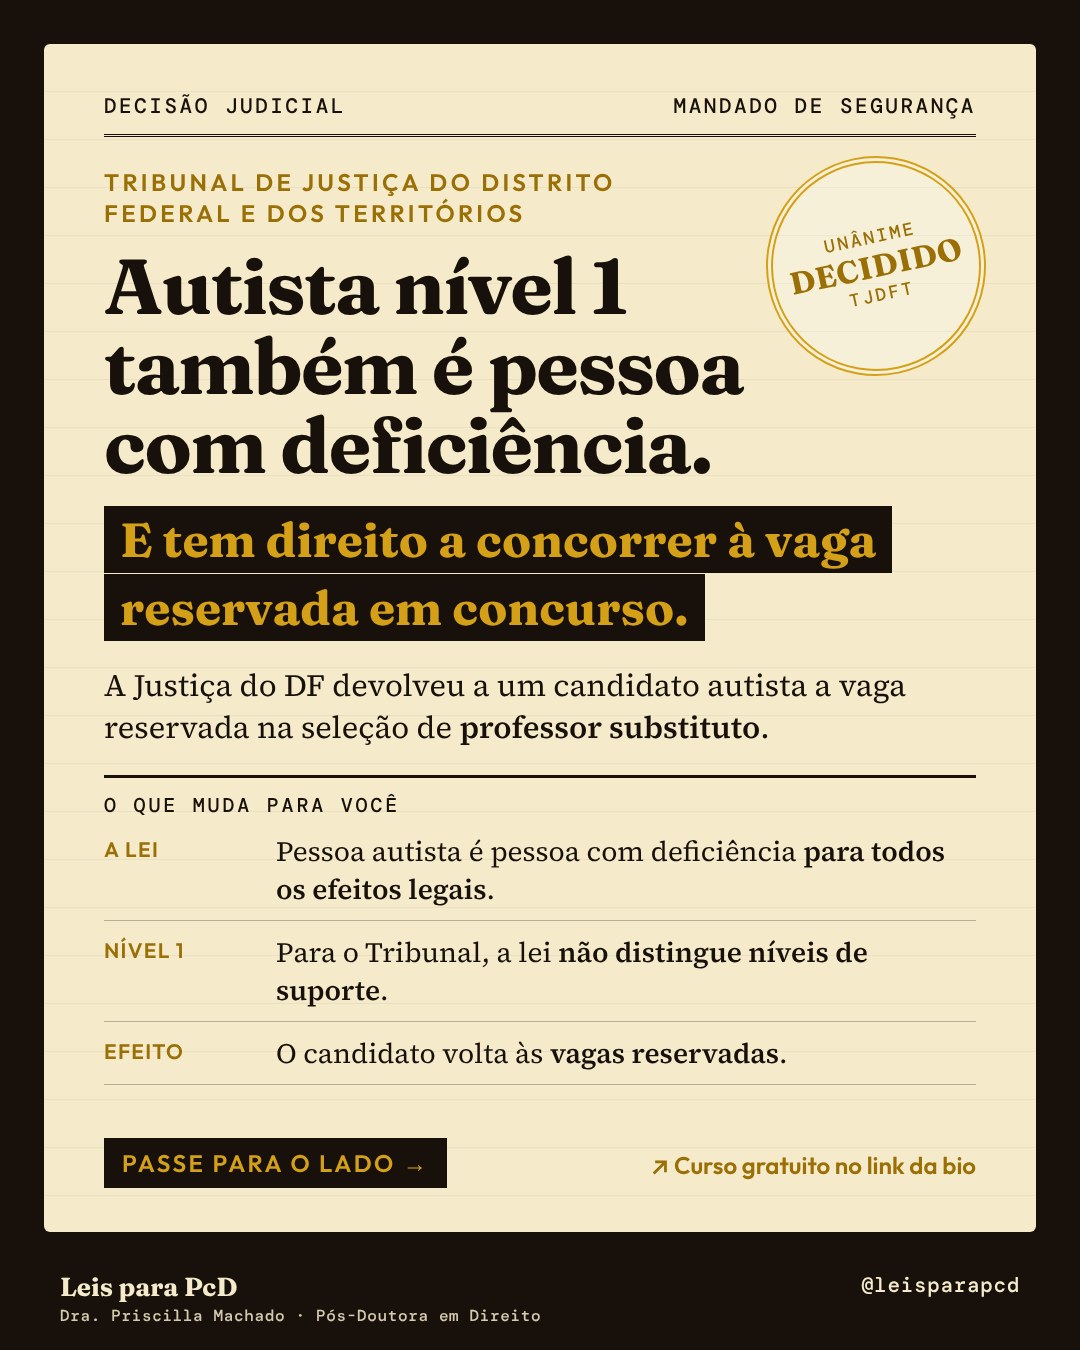 DECISÃO JUDICIAL
MANDADO DE SEGURANÇA
TRIBUNAL DE JUSTIÇA DO DISTRITO
FEDERAL E DOS TERRITÓRIOS
UNÂNIME
DECIDIDO
TJDFT
Autista nível 1
também é pessoa
com deficiência.
E tem direito a concorrer à vaga
reservada em concurso.
A Justiça do DF devolveu a um candidato autista a vaga
reservada na seleção de professor substituto.
O QUE MUDA PARA VOCÊ
A LEI
Pessoa autista é pessoa com deficiência para todos
os efeitos legais.
NÍVEL 1
Para o Tribunal, a lei não distingue níveis de
suporte.
EFEITO
O candidato volta às vagas reservadas.
PASSE PARA O LADO →
↗ Curso gratuito no link da bio
Leis para PcD
@leisparapcd
Dra. Priscilla Machado · Pós-Doutora em Direito